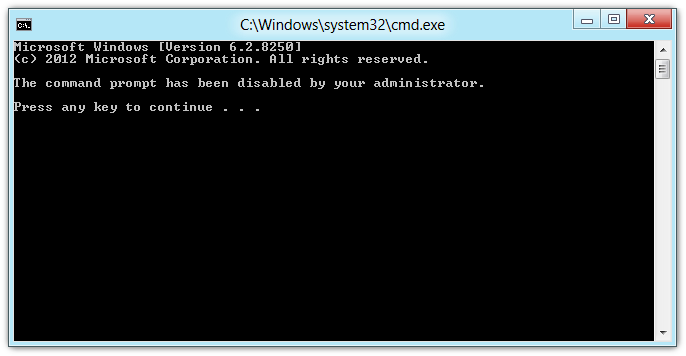 C:\Windows\system32\cmd.exe
Microsoft Windows [Version 6.2.8250]
(c) 2012 Microsoft Corporation. All rights reserved.
The command prompt has been disabled by your administrator.
Press any key to continue . . .